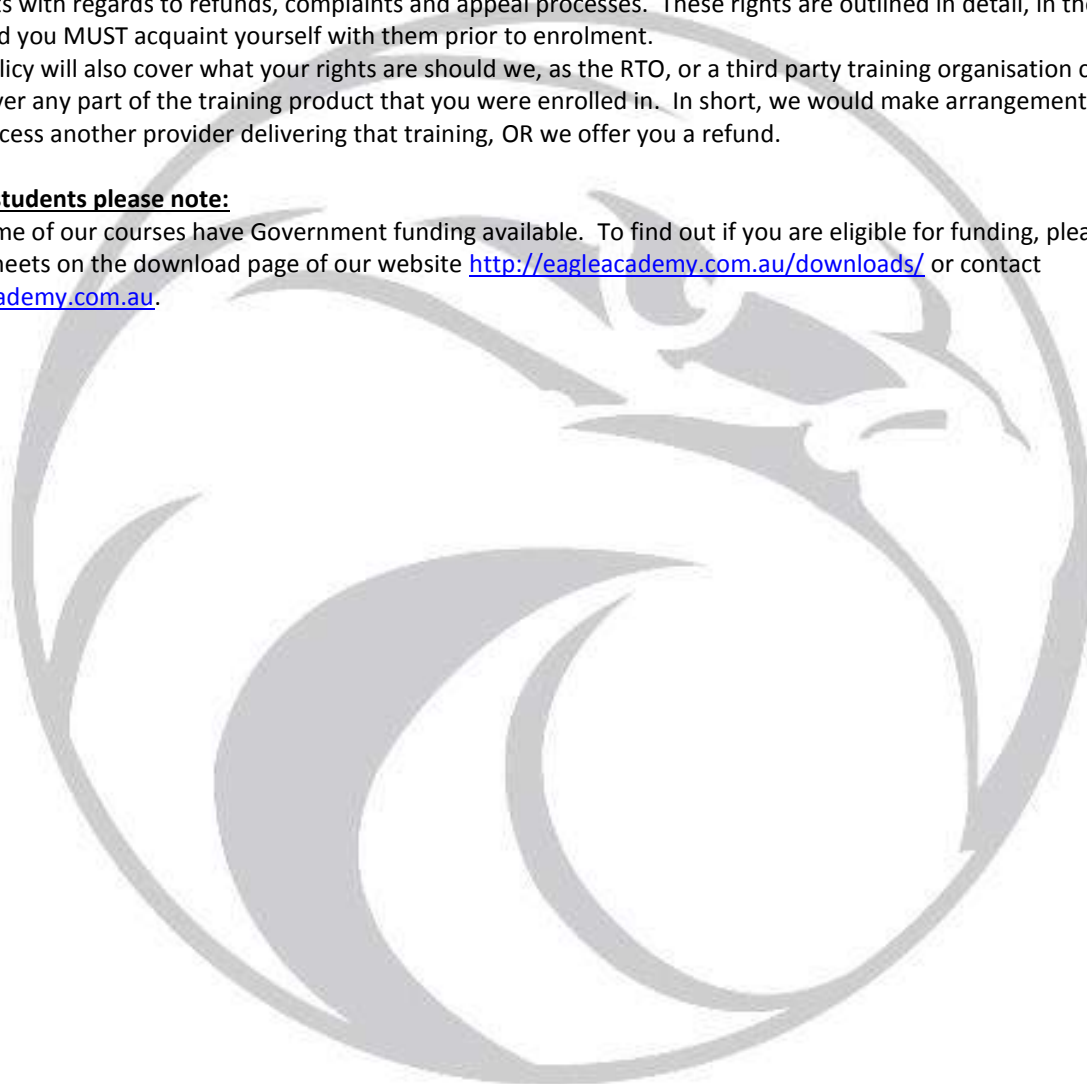 ts with regards to refunds, complaints and appeal processes. These rights are outlined in detail, in the
d you MUST acquaint yourself with them prior to enrolment.
licy will also cover what your rights are should we, as the RTO, or a third party training organisation c
ver any part of the training product that you were enrolled in. In short, we would make arrangement
cess another provider delivering that training, OR we offer you a refund.
students please note:
me of our courses have Government funding available. To find out if you are eligible for funding, plea
neets on the download page of our website http://eagleacademy.com.au/downloads/ or contact
ademy.com.au.